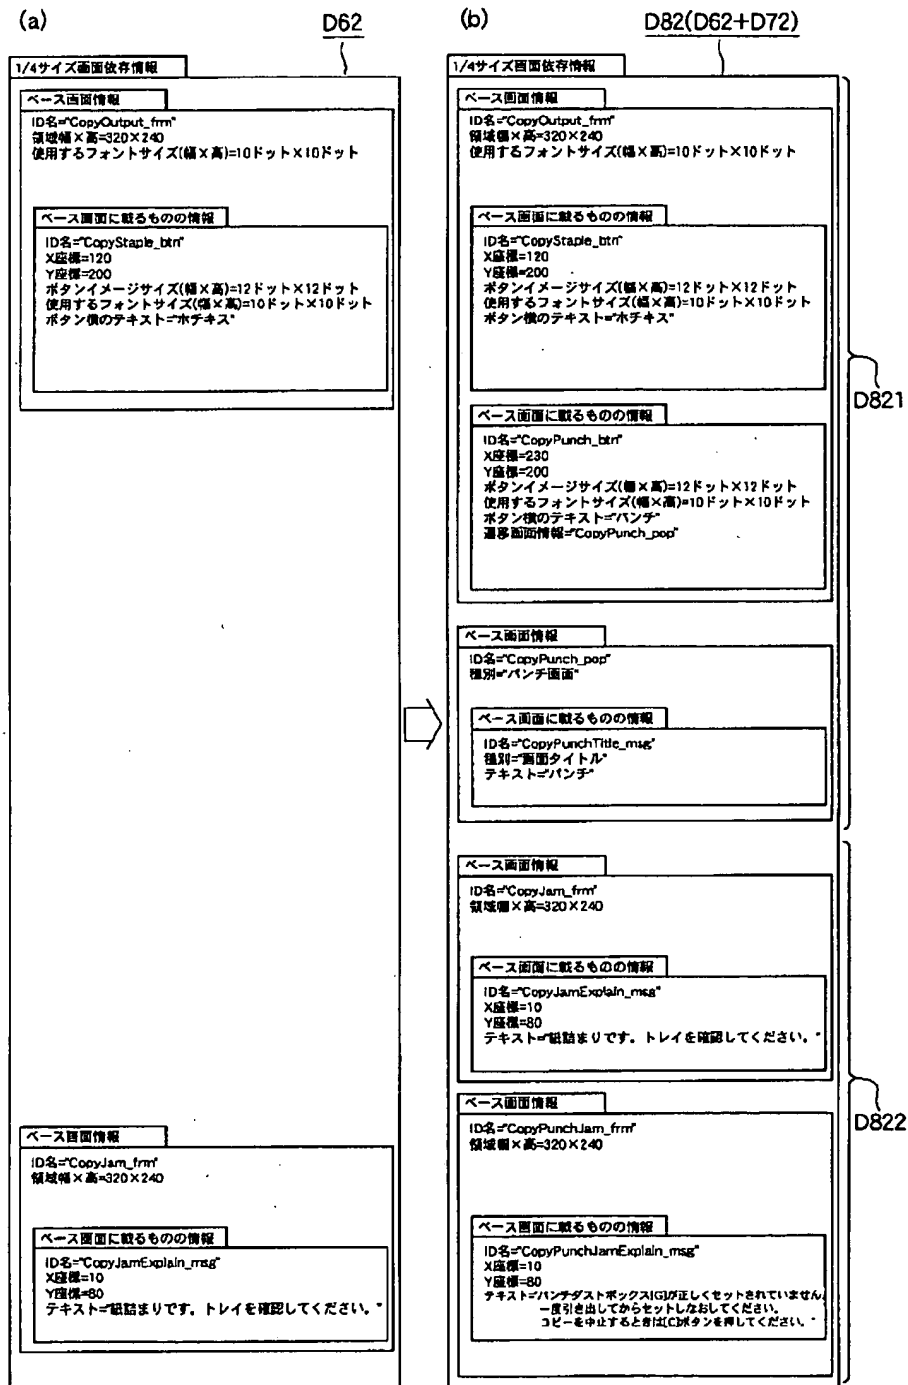 (a)
D62
1/4サイズ画面依存情報
ベース画面情報
ID名="CopyOutput_frm"
領域幅×高=320×240
使用するフォントサイズ(幅×高)=10ドット×10ドット
ベース画面に載るものの情報
ID名="CopyStaple_btn"
X座標=120
Y座標=200
ボタンイメージサイズ(幅×高)=12ドット×12ドット
使用するフォントサイズ(幅×高)=10ドット×10ドット
ボタン横のテキスト="ホチキス"
ベース画面情報
ID名="CopyJam_frm"
領域幅×高=320×240
ベース画面に載るものの情報
ID名="CopyJamExplain_msg"
X座標=10
Y座標=80
テキスト="紙詰まりです。トレイを確認してください。"
(b)
D82(D62+D72)
1/4サイズ画面依存情報
ベース画面情報
ID名="CopyOutput_frm"
領域幅×高=320×240
使用するフォントサイズ(幅×高)=10ドット×10ドット
ベース画面に載るものの情報
ID名="CopyStaple_btn"
X座標=120
Y座標=200
ボタンイメージサイズ(幅×高)=12ドット×12ドット
使用するフォントサイズ(幅×高)=10ドット×10ドット
ボタン横のテキスト="ホチキス"
ベース画面に載るものの情報
ID名="CopyPunch_btn"
X座標=230
Y座標=200
ボタンイメージサイズ(幅×高)=12ドット×12ドット
使用するフォントサイズ(幅×高)=10ドット×10ドット
ボタン横のテキスト="パンチ"
遷移画面情報="CopyPunch_pop"
ベース画面情報
ID名="CopyPunch_pop"
種別="パンチ画面"
ベース画面に載るものの情報
ID名="CopyPunchTitle_msg"
種別="画面タイトル"
テキスト="パンチ"
D821
ベース画面情報
ID名="CopyJam_frm"
領域幅×高=320×240
ベース画面に載るものの情報
ID名="CopyJamExplain_msg"
X座標=10
Y座標=80
テキスト="紙詰まりです。トレイを確認してください。"
ベース画面情報
ID名="CopyPunchJam_frm"
領域幅×高=320×240
ベース画面に載るものの情報
ID名="CopyPunchJamExplain_msg"
X座標=10
Y座標=80
テキスト="パンチダストボックス[G]が正しくセットされていません。
一度引き出してからセットしなおしてください。
コピーを中止するときは[C]ボタンを押してください。"
D822